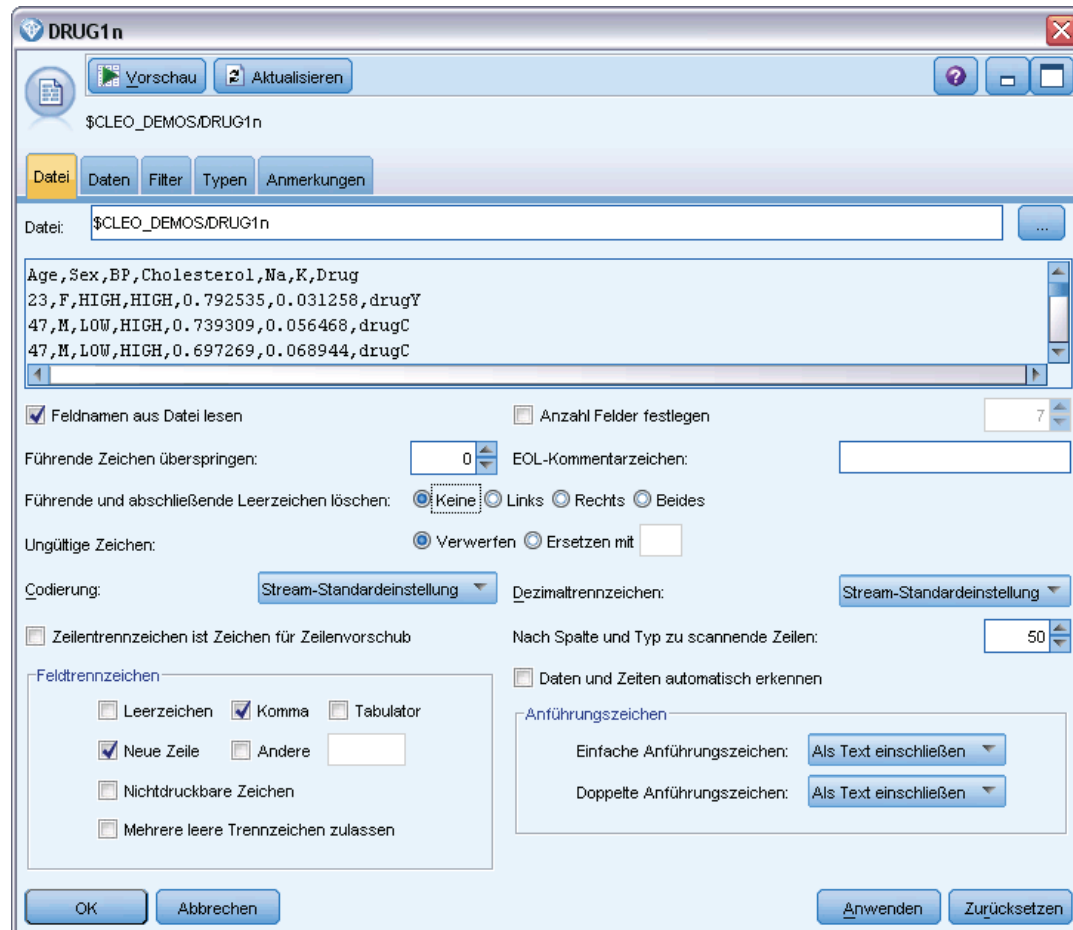 DRUG1n
Vorschau Aktualisieren
$CLEO_DEMOS/DRUG1n
Datei Daten Filter Typen Anmerkungen
Datei: $CLEO_DEMOS/DRUG1n ...
Age,Sex,BP,Cholesterol,Na,K,Drug
23,F,HIGH,HIGH,0.792535,0.031258,drugY
47,M,LOW,HIGH,0.739309,0.056468,drugC
47,M,LOW,HIGH,0.697269,0.068944,drugC
Feldnamen aus Datei lesen Anzahl Felder festlegen 7
Führende Zeichen überspringen: 0 EOL-Kommentarzeichen:
Führende und abschließende Leerzeichen löschen: Keine Links Rechts Beides
Ungültige Zeichen: Verwerfen Ersetzen mit
Codierung: Stream-Standardeinstellung Dezimaltrennzeichen: Stream-Standardeinstellung
Zeilentrennzeichen ist Zeichen für Zeilenvorschub Nach Spalte und Typ zu scannende Zeilen: 50
Feldtrennzeichen
Leerzeichen Komma Tabulator
Neue Zeile Andere
Nichtdruckbare Zeichen
Mehrere leere Trennzeichen zulassen
Daten und Zeiten automatisch erkennen
Anführungszeichen
Einfache Anführungszeichen: Als Text einschließen
Doppelte Anführungszeichen: Als Text einschließen
OK Abbrechen Anwenden Zurücksetzen